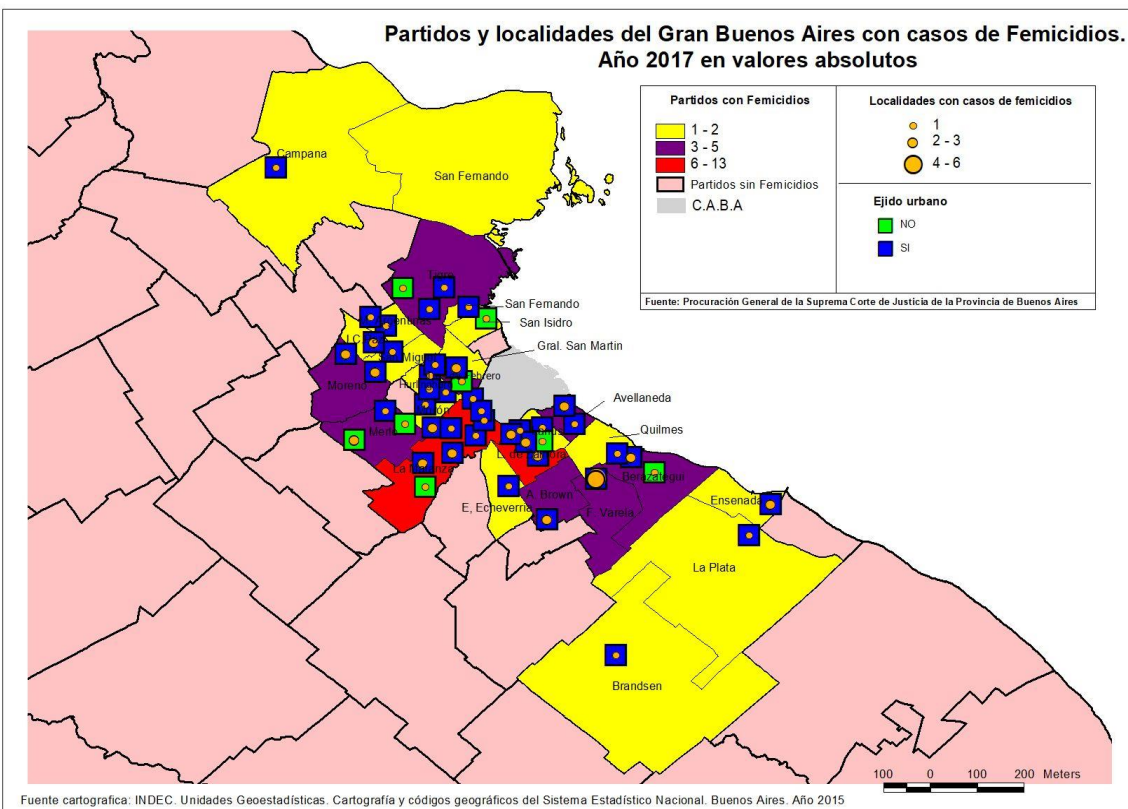 Partidos y localidades del Gran Buenos Aires con casos de Femicidios.
Año 2017 en valores absolutos
Partidos con Femicidios
1 - 2
3 - 5
6 - 13
Partidos sin Femicidios
C.A.B.A
Localidades con casos de femicidios
1
2 - 3
4 - 6
Ejido urbano
NO
SI
Fuente: Procuración General de la Suprema Corte de Justicia de la Provincia de Buenos Aires
Campana
San Fernando
San Fernando
San Isidro
Gral. San Martin
Moreno
Avellaneda
Quilmes
Berazategui
A. Brown
F. Varela
E, Echeverria
Ensenada
La Plata
Brandsen
100 0 100 200 Meters
Fuente cartografica: INDEC. Unidades Geoestadísticas. Cartografía y códigos geográficos del Sistema Estadístico Nacional. Buenos Aires. Año 2015